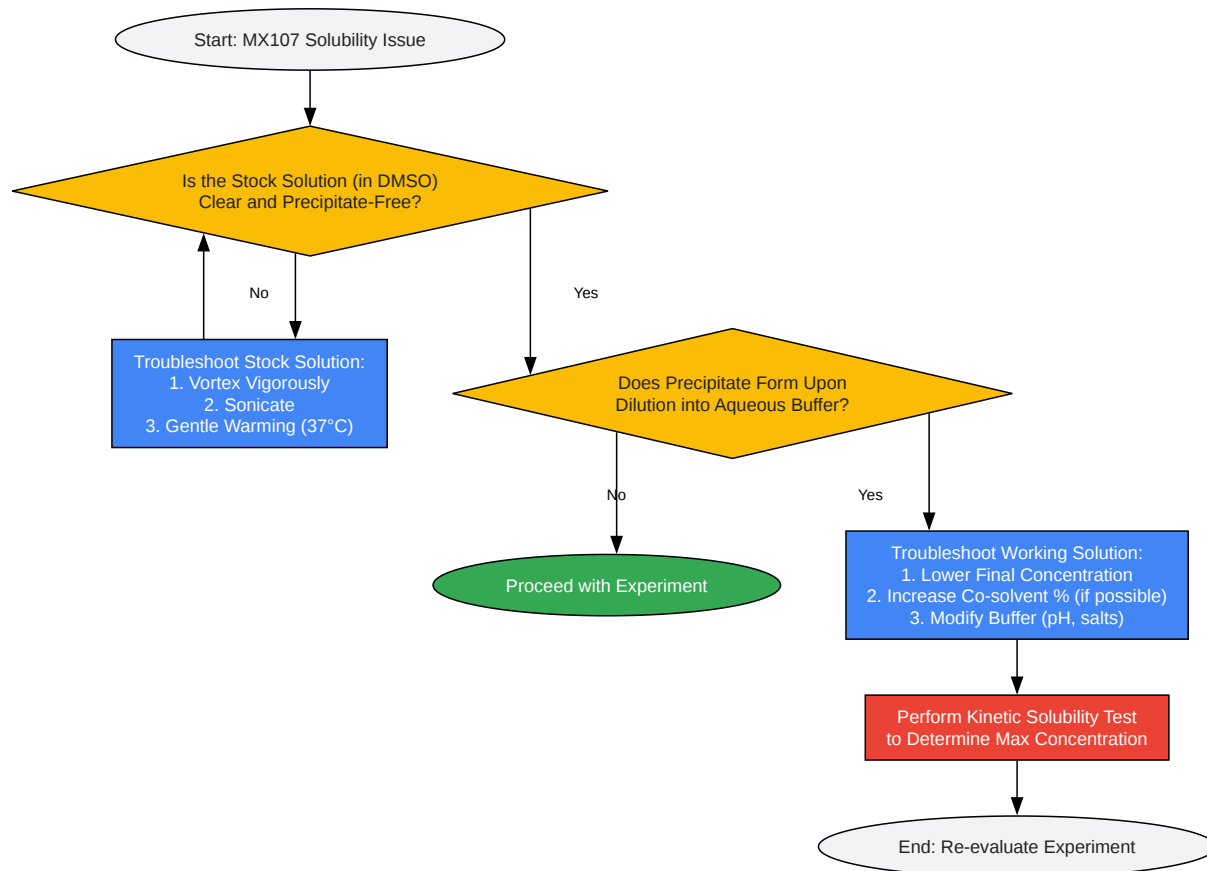 Start: MX107 Solubility Issue
Is the Stock Solution (in DMSO)
Clear and Precipitate-Free?
No
Yes
Troubleshoot Stock Solution:
1. Vortex Vigorously
2. Sonicate
3. Gentle Warming (37°C)
Does Precipitate Form Upon
Dilution into Aqueous Buffer?
No
Yes
Proceed with Experiment
Troubleshoot Working Solution:
1. Lower Final Concentration
2. Increase Co-solvent % (if possible)
3. Modify Buffer (pH, salts)
Perform Kinetic Solubility Test
to Determine Max Concentration
End: Re-evaluate Experiment